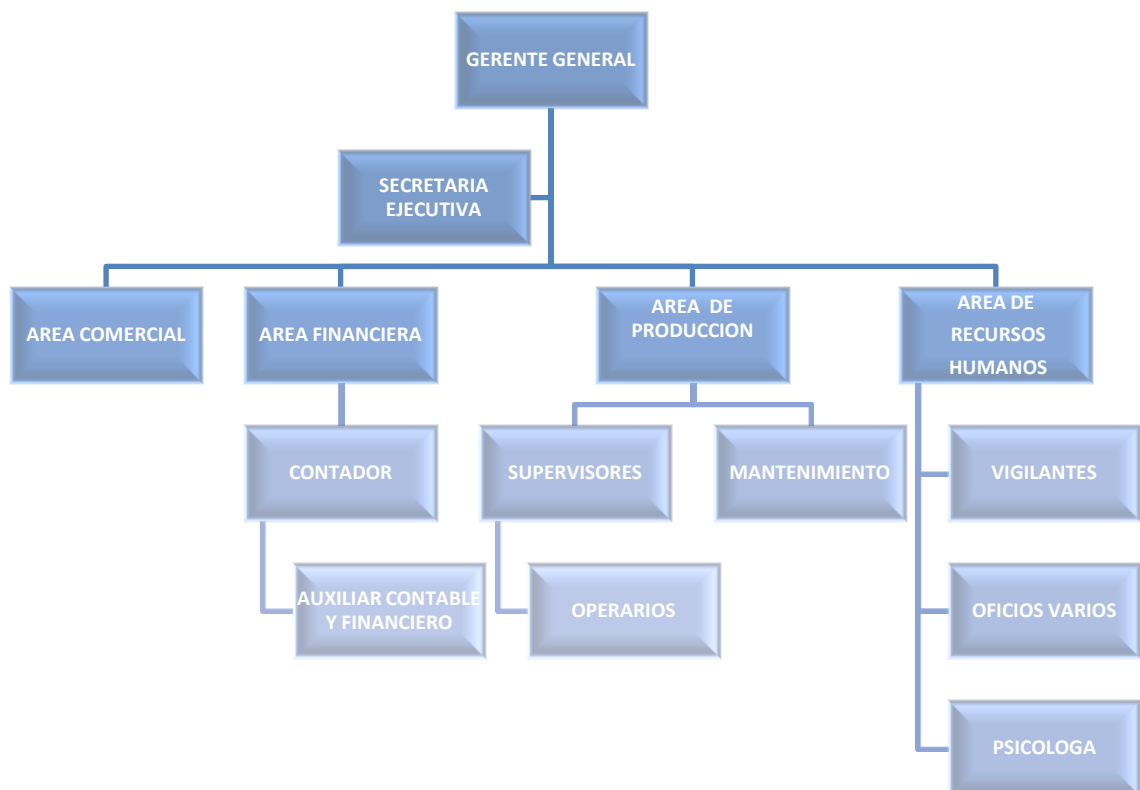 GERENTE GENERAL
SECRETARIA
EJECUTIVA
AREA COMERCIAL
AREA FINANCIERA
AREA DE
PRODUCCION
AREA DE
RECURSOS
HUMANOS
CONTADOR
SUPERVISORES
MANTENIMIENTO
VIGILANTES
AUXILIAR CONTABLE
Y FINANCIERO
OPERARIOS
OFICIOS VARIOS
PSICOLOGA